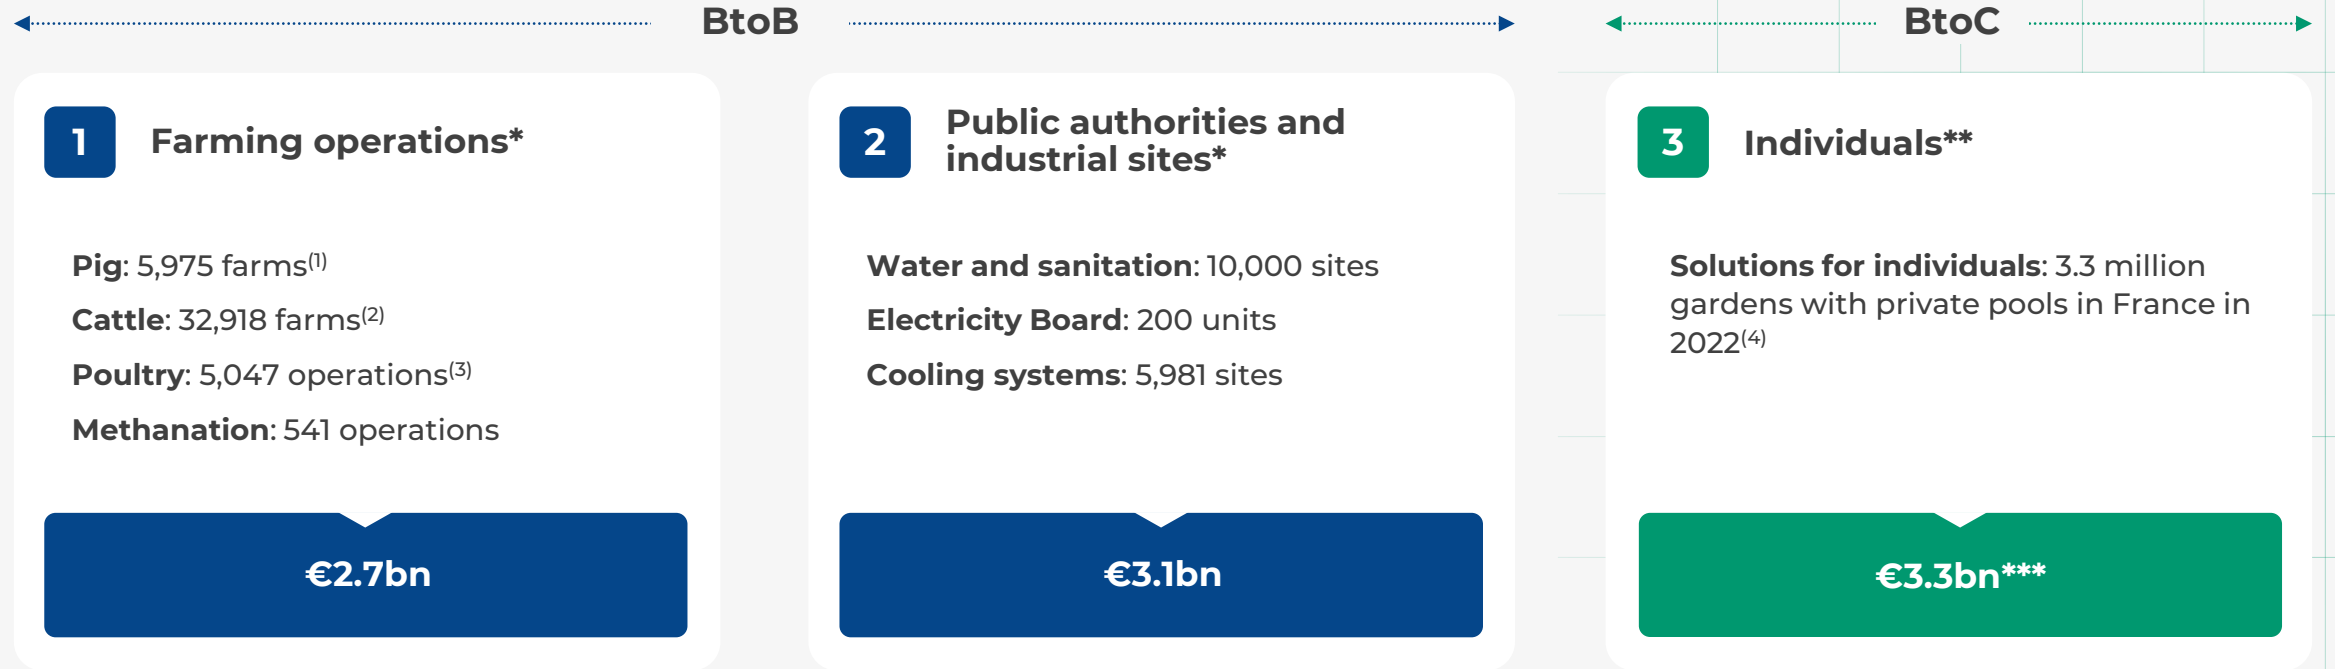 BtoB
BtoC
1
Farming operations*
Pig: 5,975 farms(1)
Cattle: 32,918 farms(2)
Poultry: 5,047 operations(3)
Methanation: 541 operations
€2.7bn
2
Public authorities and
industrial sites*
Water and sanitation: 10,000 sites
Electricity Board: 200 units
Cooling systems: 5,981 sites
€3.1bn
3
Individuals**
Solutions for individuals: 3.3 million
gardens with private pools in France in
2022(4)
€3.3bn***